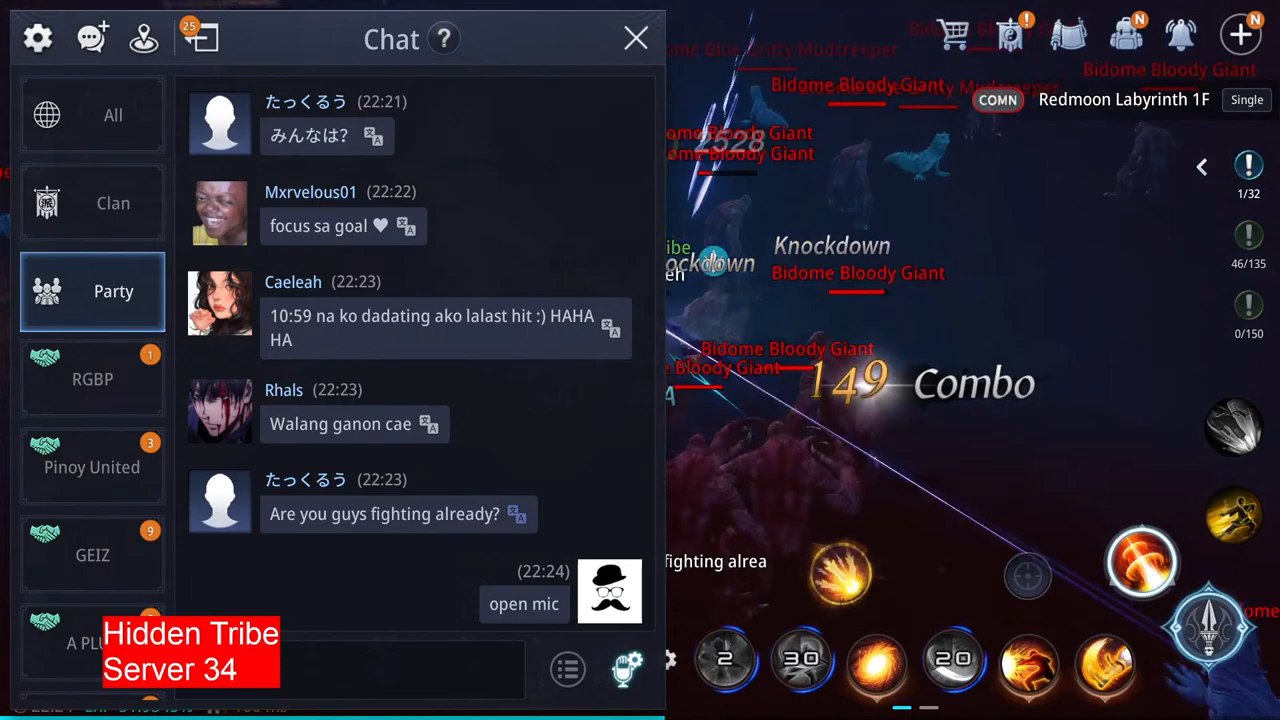 25
Chat ?
All
Clan
Party
RGBP
1
Pinoy United
3
GEIZ
9
Hidden Tribe
Server 34
たっくるう (22:21)
みんなは?
Mxrvelous01 (22:22)
focus sa goal ♥
Caeleah (22:23)
10:59 na ko dadating ako lalast hit :) HAHA
HA
Rhals (22:23)
Walang ganon cae
たっくるう (22:23)
Are you guys fighting already?
(22:24)
open mic
N
N
Bidome Bloody Giant
Bidome Bloody Giant
COMN
Redmoon Labyrinth 1F
Single
2528
1/32
46/135
0/150
Knockdown
Bidome Bloody Giant
Bidome Bloody Giant
149 Combo
fighting alrea
2
30
20